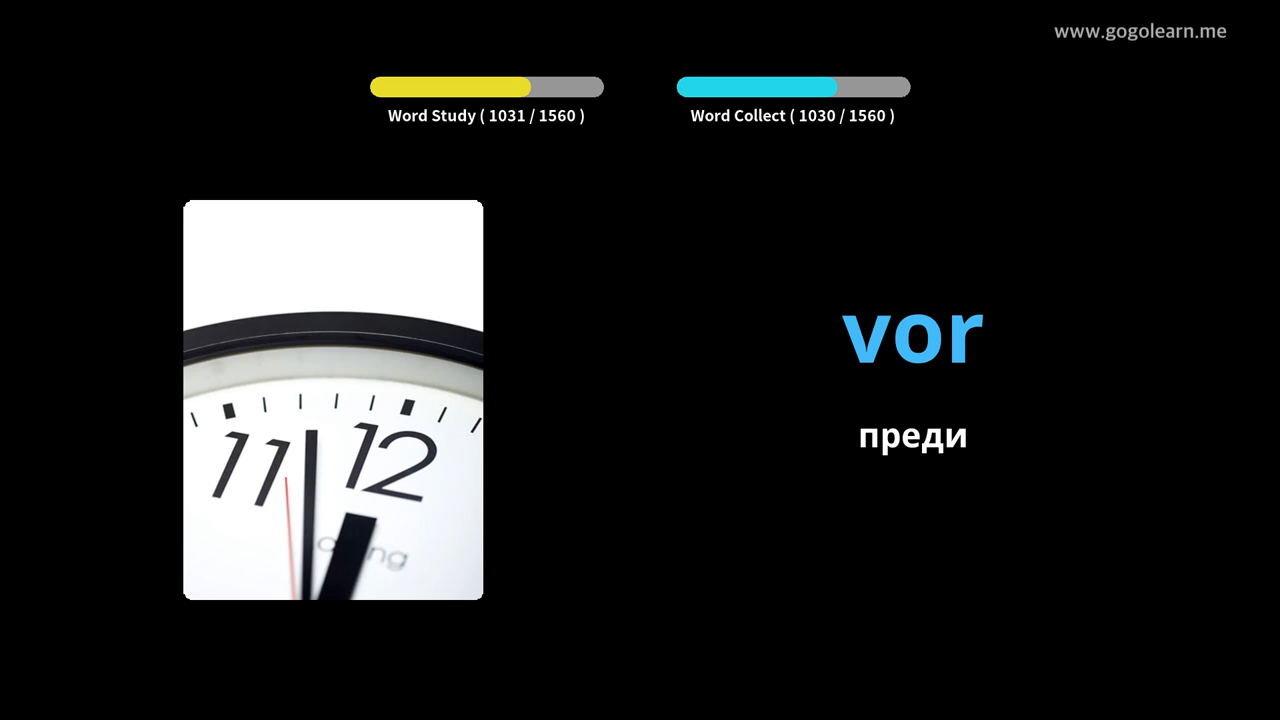 www.gogolearn.me
Word Study ( 1031 / 1560 )
Word Collect ( 1030 / 1560 )
11 12
vor
преди